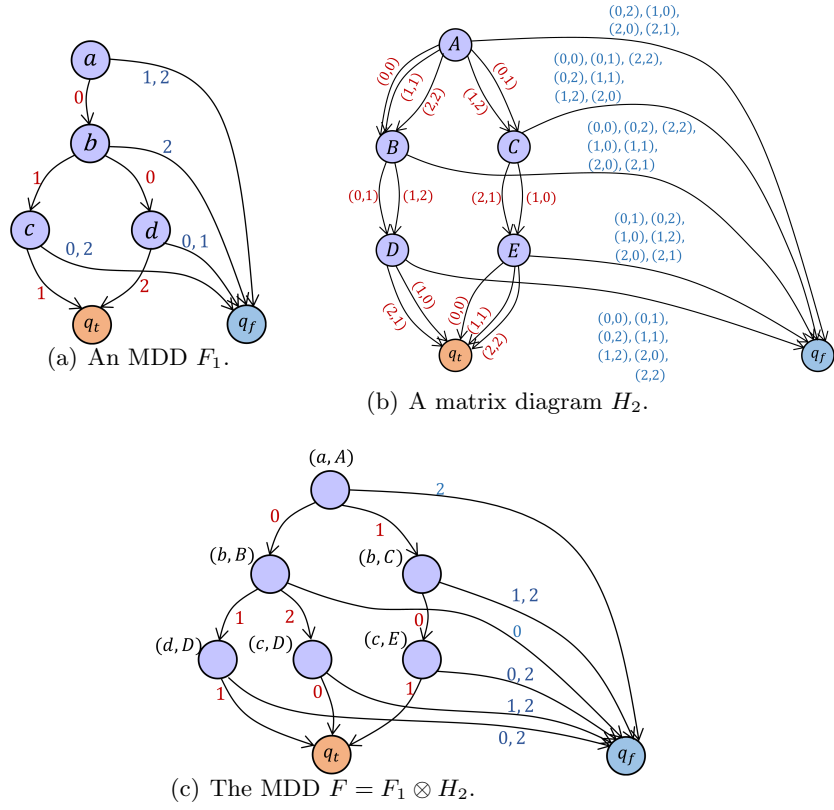 a
1, 2
0
b
2
1
0
c
d
0, 2
0, 1
1
2
q_t
q_f
(a) An MDD F_1.
A
(0,2), (1,0),
(2,0), (2,1),
(0,0)
(1,1)
(2,2)
(1,2)
(0,1)
(0,0), (0,1), (2,2),
(0,2), (1,1),
(1,2), (2,0)
B
C
(0,0), (0,2), (2,2),
(1,0), (1,1),
(2,0), (2,1)
(0,1)
(1,2)
(2,1)
(1,0)
D
E
(0,1), (0,2),
(1,0), (1,2),
(2,0), (2,1)
(2,1)
(1,0)
(0,0)
(1,1)
(2,2)
(0,0), (0,1),
(0,2), (1,1),
(1,2), (2,0),
(2,2)
q_t
q_f
(b) A matrix diagram H_2.
(a, A)
2
0
1
(b, B)
(b, C)
1, 2
1
2
0
0
(d, D)
(c, D)
(c, E)
0, 2
1
0
1
1, 2
0, 2
q_t
q_f
(c) The MDD F = F_1 ⊗ H_2.